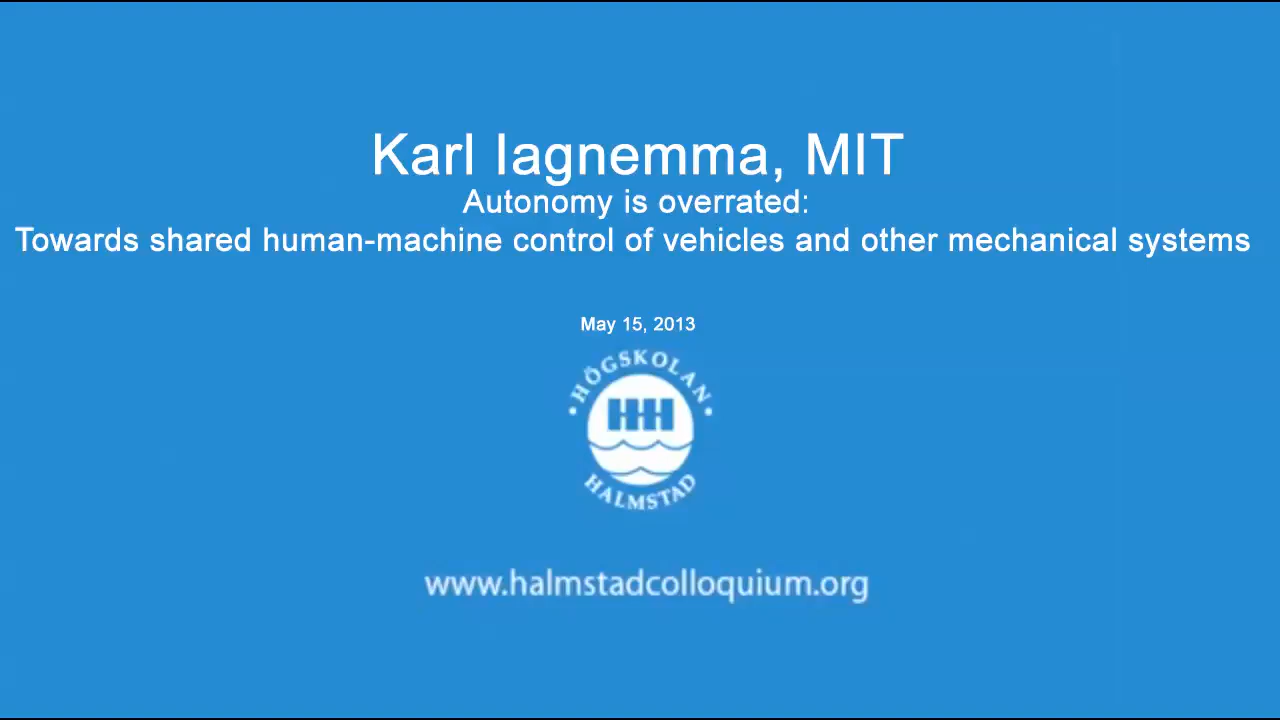 Karl Iagnemma, MIT
Autonomy is overrated:
Towards shared human-machine control of vehicles and other mechanical systems
May 15, 2013
HÖGSKOLAN
HH
HALMSTAD
www.halmstadcolloquium.org